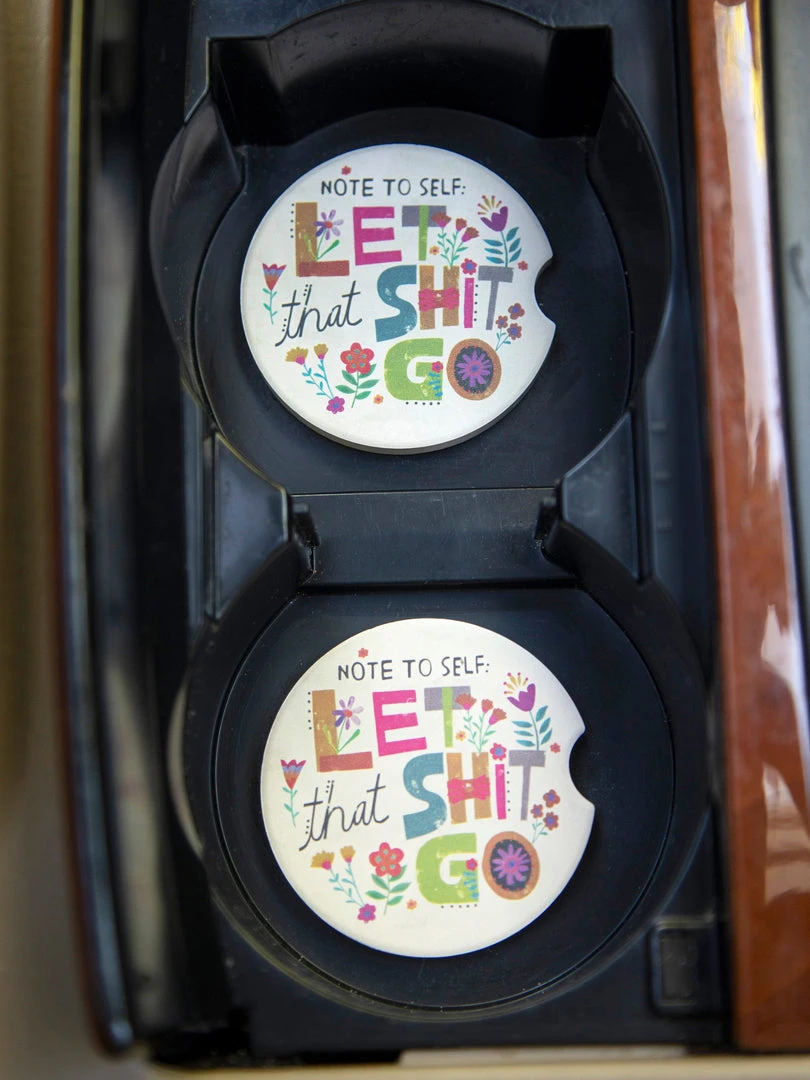 NOTE TO SELF:
LET
that SHiT
GO
NOTE TO SELF:
LET
that SHiT
GO